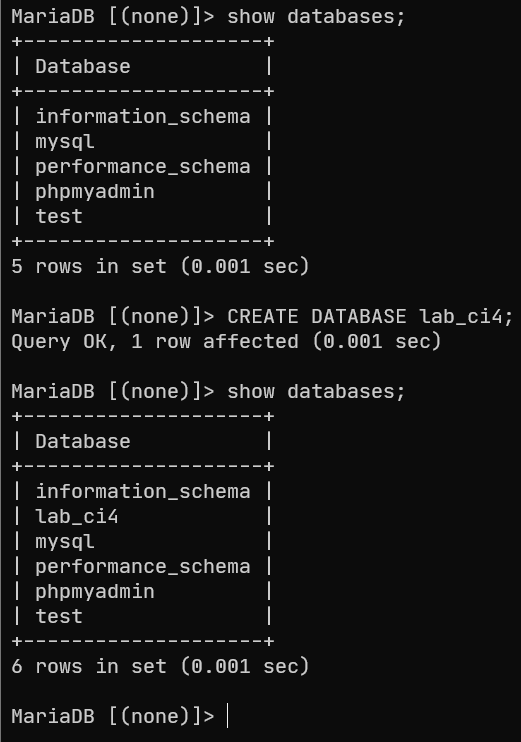 MariaDB [(none)]> show databases;
+--------------------+
| Database           |
+--------------------+
| information_schema |
| mysql              |
| performance_schema |
| phpmyadmin         |
| test               |
+--------------------+
5 rows in set (0.001 sec)

MariaDB [(none)]> CREATE DATABASE lab_ci4;
Query OK, 1 row affected (0.001 sec)

MariaDB [(none)]> show databases;
+--------------------+
| Database           |
+--------------------+
| information_schema |
| lab_ci4            |
| mysql              |
| performance_schema |
| phpmyadmin         |
| test               |
+--------------------+
6 rows in set (0.001 sec)

MariaDB [(none)]>